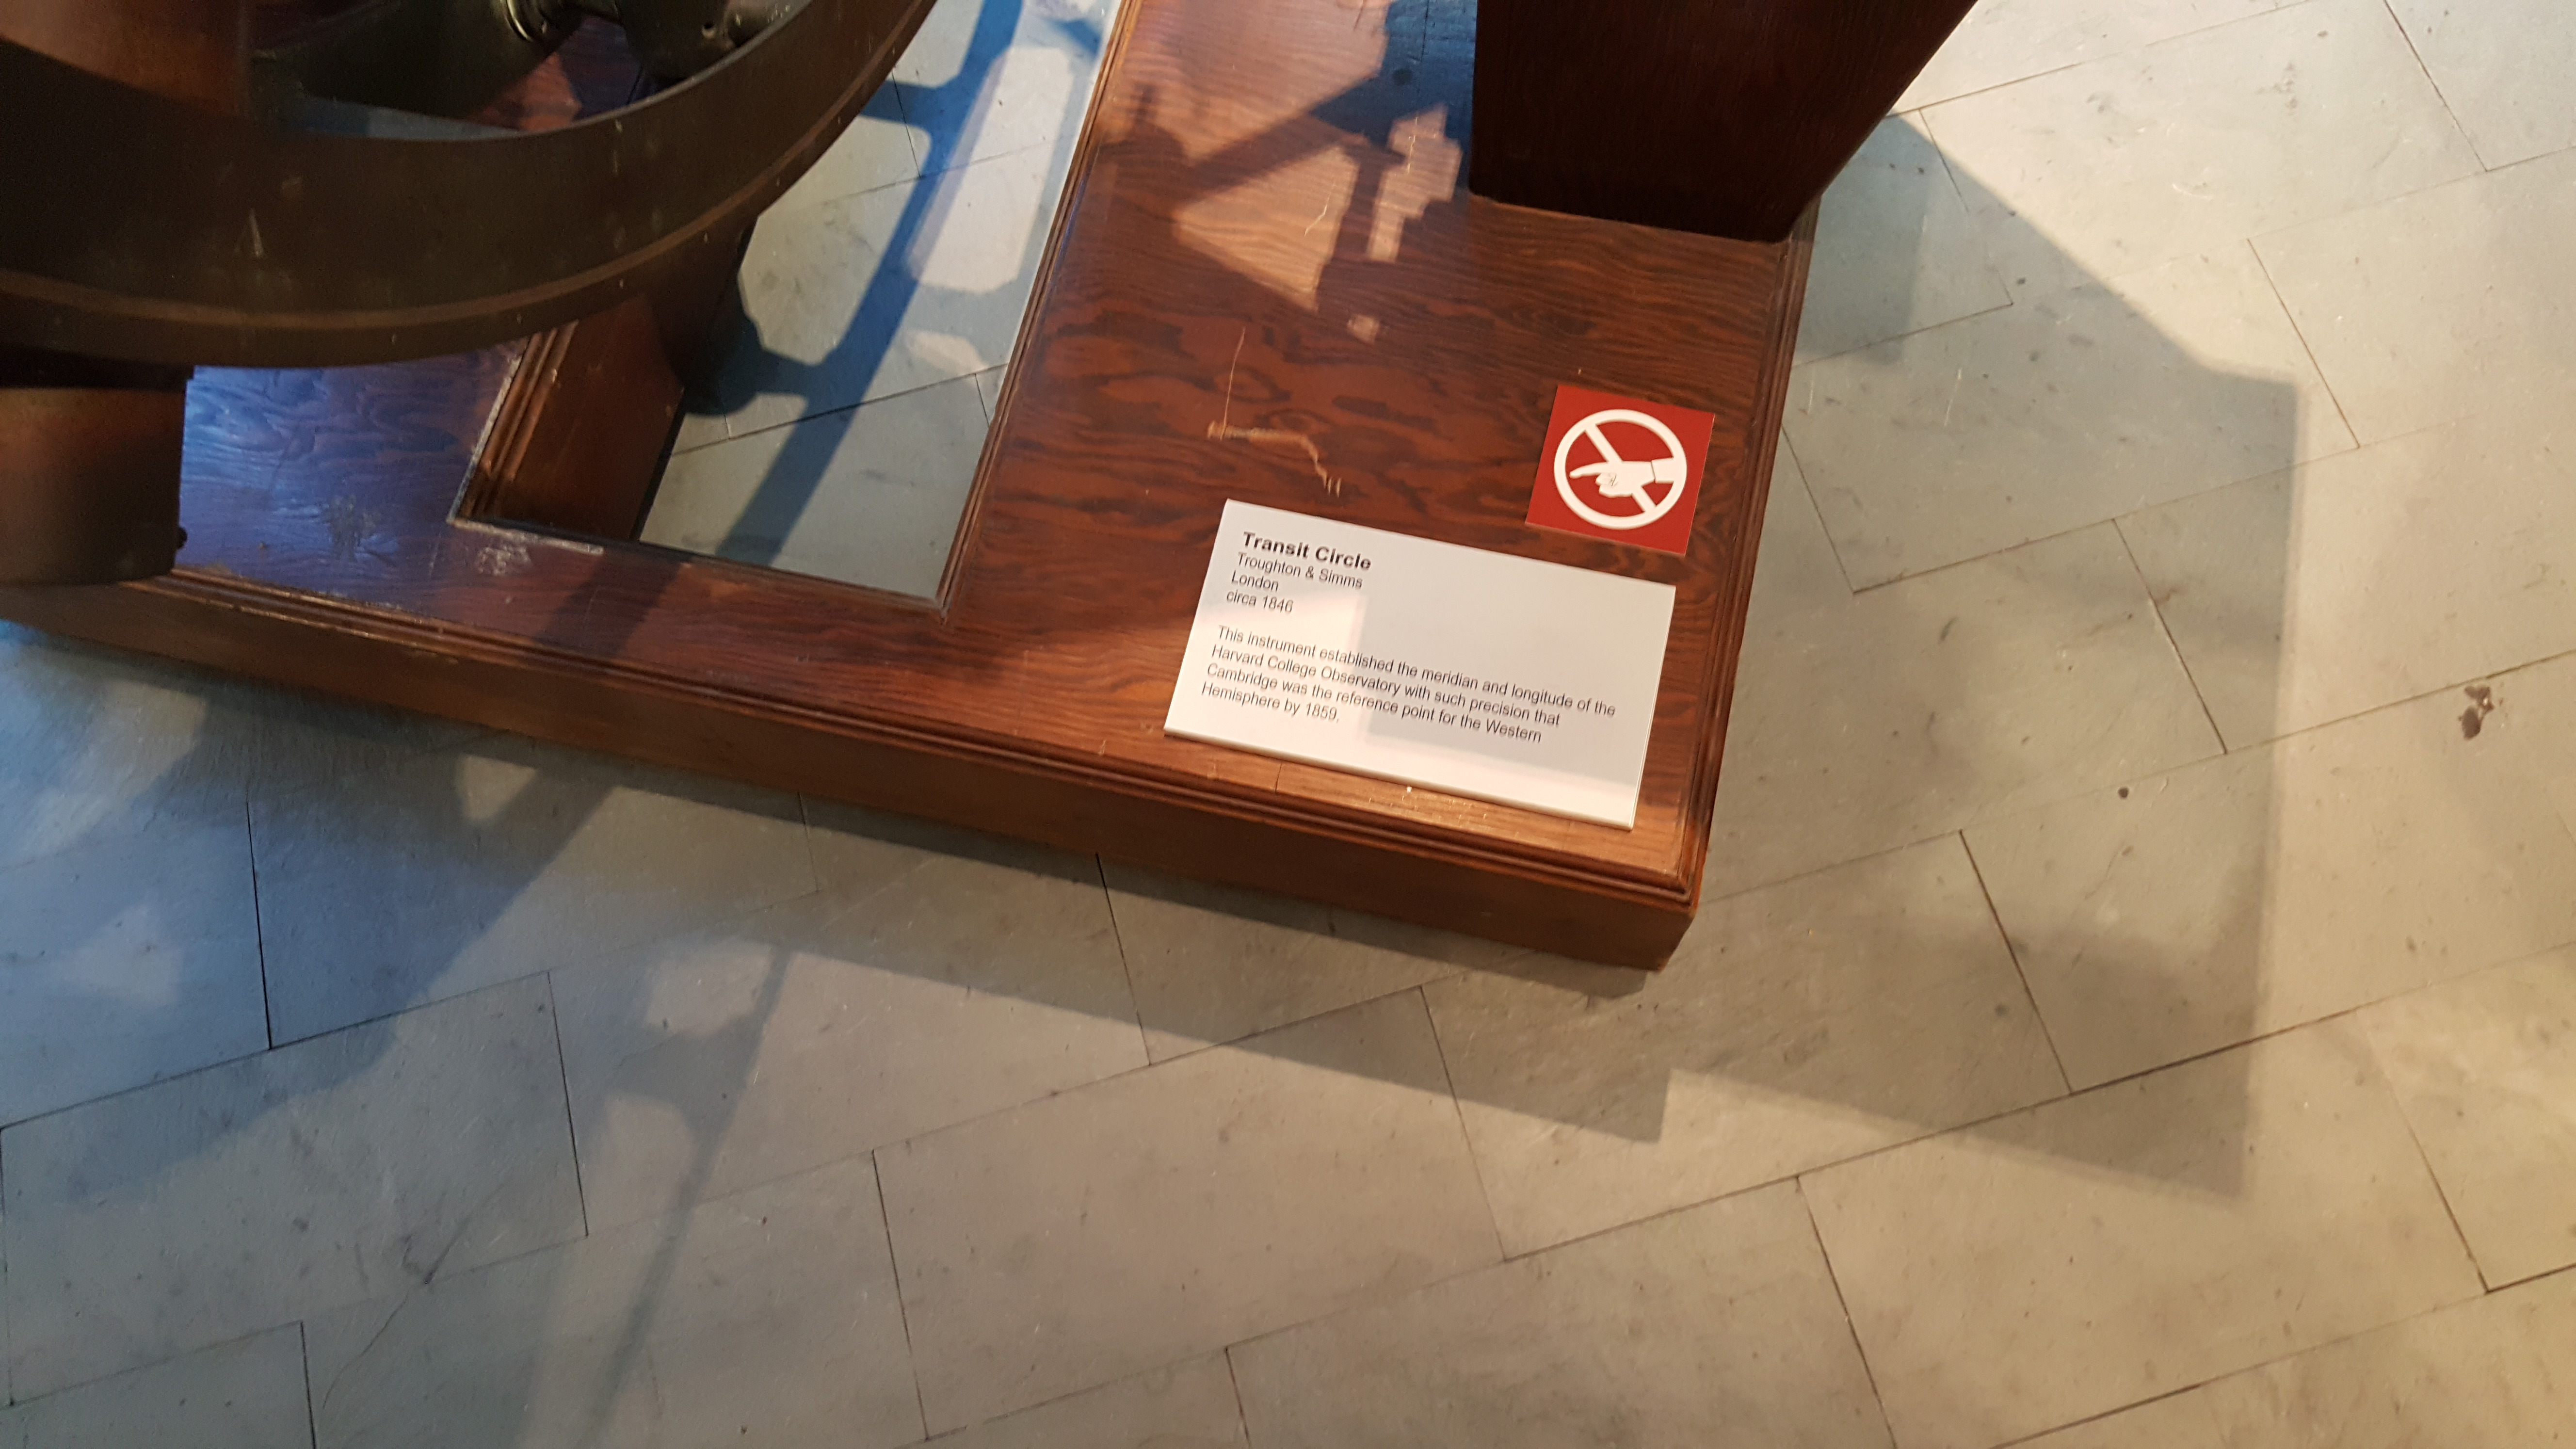 Transit Circle
Troughton & Simms
London
circa 1846
This instrument established the meridian and longitude of the
Harvard College Observatory with such precision that
Cambridge was the reference point for the Western
Hemisphere by 1859.